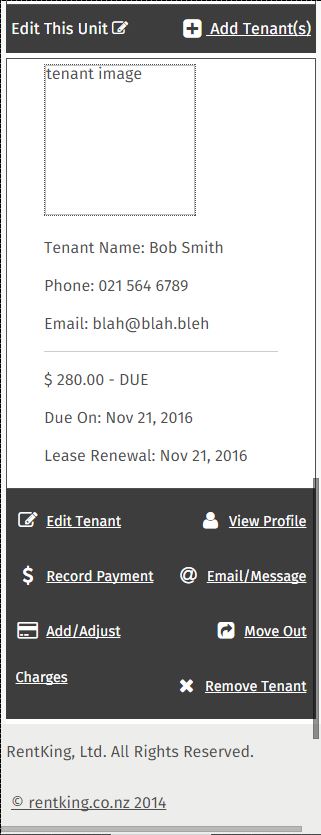 Edit This Unit
Add Tenant(s)
tenant image
Tenant Name: Bob Smith
Phone: 021 564 6789
Email: blah@blah.bleh
$ 280.00 - DUE
Due On: Nov 21, 2016
Lease Renewal: Nov 21, 2016
Edit Tenant
View Profile
$ Record Payment
@ Email/Message
Add/Adjust
Charges
Move Out
Remove Tenant
RentKing, Ltd. All Rights Reserved.
© rentking.co.nz 2014